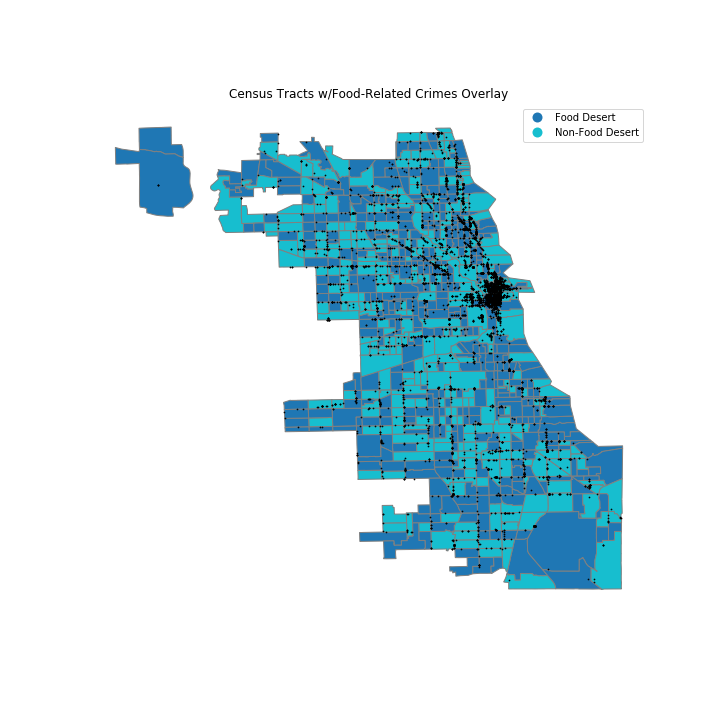 Census Tracts w/Food-Related Crimes Overlay
Food Desert
Non-Food Desert